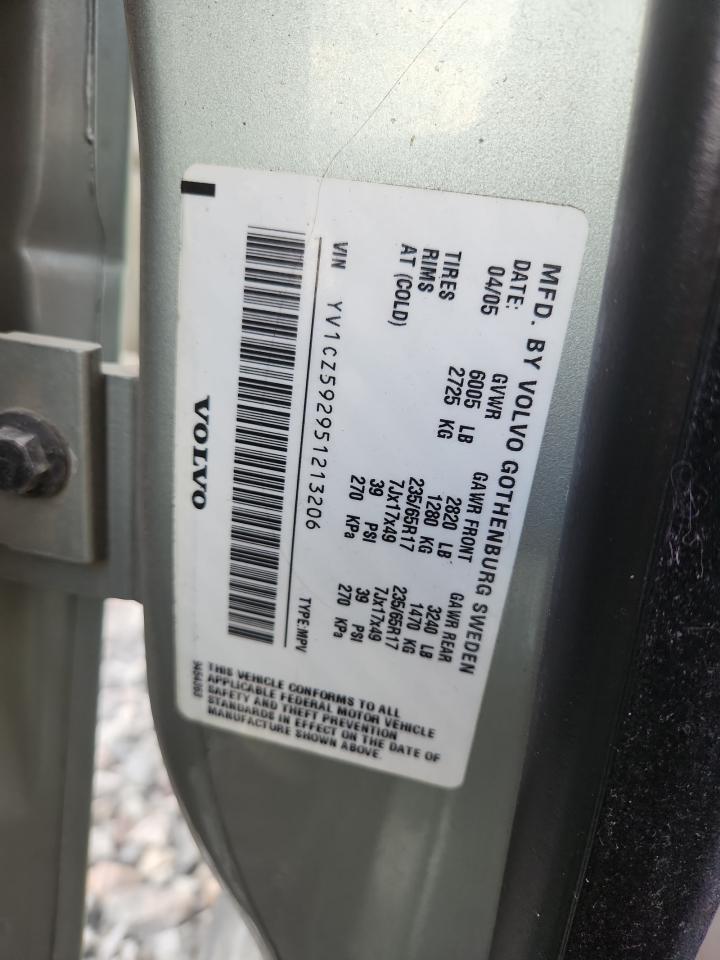 MFD. BY VOLVO GOTHENBURG SWEDEN
DATE: GVWR GAWR FRONT GAWR REAR
04/05 6005 LB 2820 LB 3240 LB
2725 KG 1280 KG 1470 KG
TIRES 235/65R17 235/65R17
RIMS 7Jx17x49 7Jx17x49
AT (COLD) 39 PSI 39 PSI
270 KPa 270 KPa
VIN YV1CZ592951213206 TYPE:MPV
VOLVO
THIS VEHICLE CONFORMS TO ALL
APPLICABLE FEDERAL MOTOR VEHICLE
SAFETY AND THEFT PREVENTION
STANDARDS IN EFFECT ON THE DATE OF
MANUFACTURE SHOWN ABOVE.